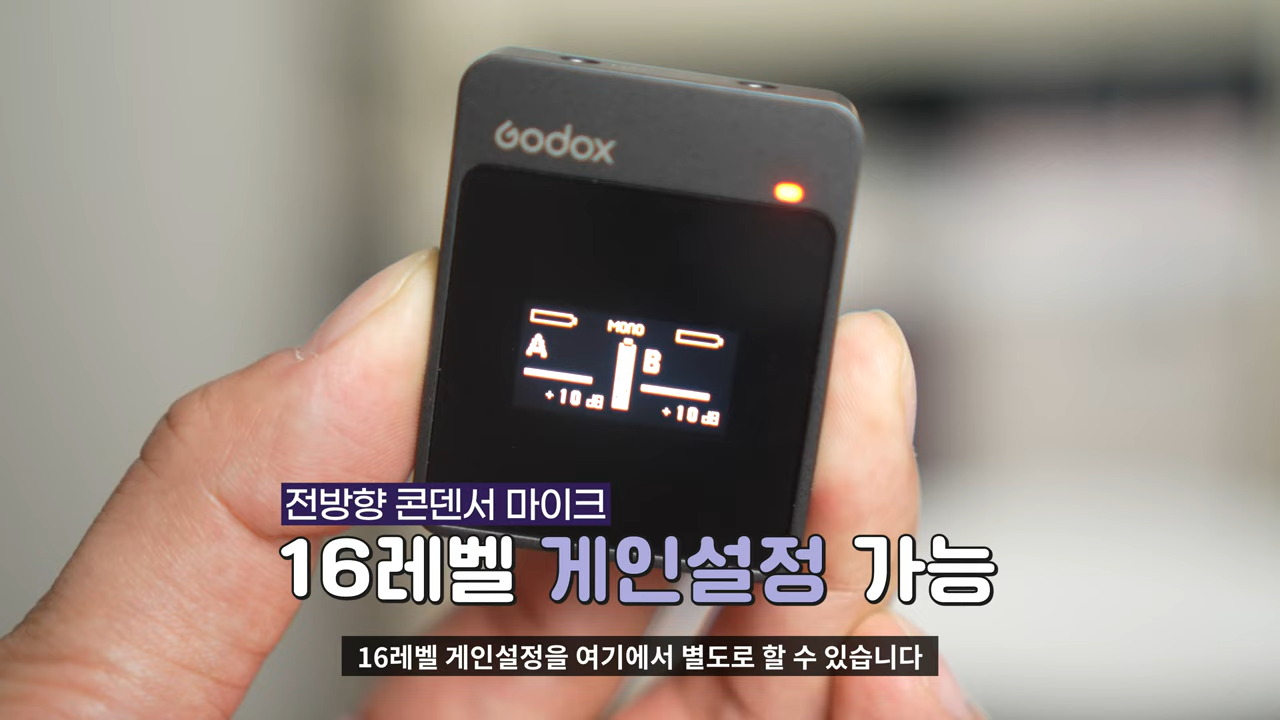 Godox
MONO
A B
+10 dB +10 dB
전방향 콘덴서 마이크
16레벨 게인설정 가능
16레벨 게인설정을 여기에서 별도로 할 수 있습니다